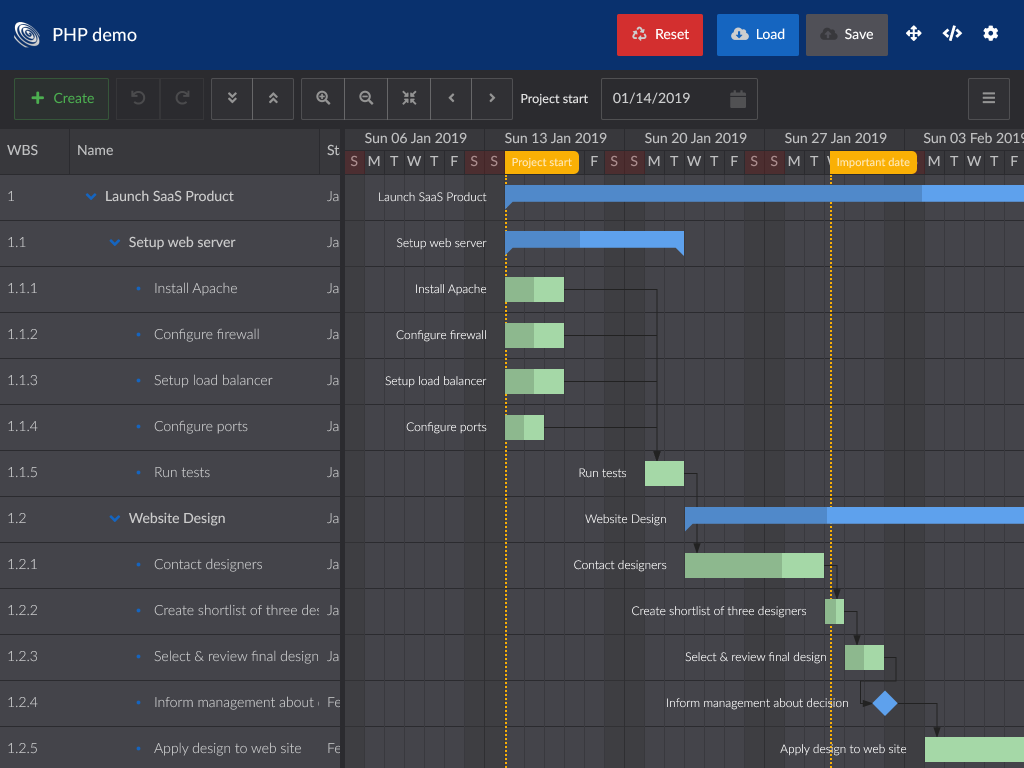 PHP demo
Reset
Load
Save
Create
Project start
01/14/2019
WBS
Name
St
Sun 06 Jan 2019
Sun 13 Jan 2019
Sun 20 Jan 2019
Sun 27 Jan 2019
Sun 03 Feb 2019
S M T W T F S S Project start F S S M T W T F S S M T W Important date M T W T F
1 Launch SaaS Product Ja Launch SaaS Product
1.1 Setup web server Ja Setup web server
1.1.1 Install Apache Ja Install Apache
1.1.2 Configure firewall Ja Configure firewall
1.1.3 Setup load balancer Ja Setup load balancer
1.1.4 Configure ports Ja Configure ports
1.1.5 Run tests Ja Run tests
1.2 Website Design Ja Website Design
1.2.1 Contact designers Ja Contact designers
1.2.2 Create shortlist of three des Ja Create shortlist of three designers
1.2.3 Select & review final design Ja Select & review final design
1.2.4 Inform management about Fe Inform management about decision
1.2.5 Apply design to web site Fe Apply design to web site